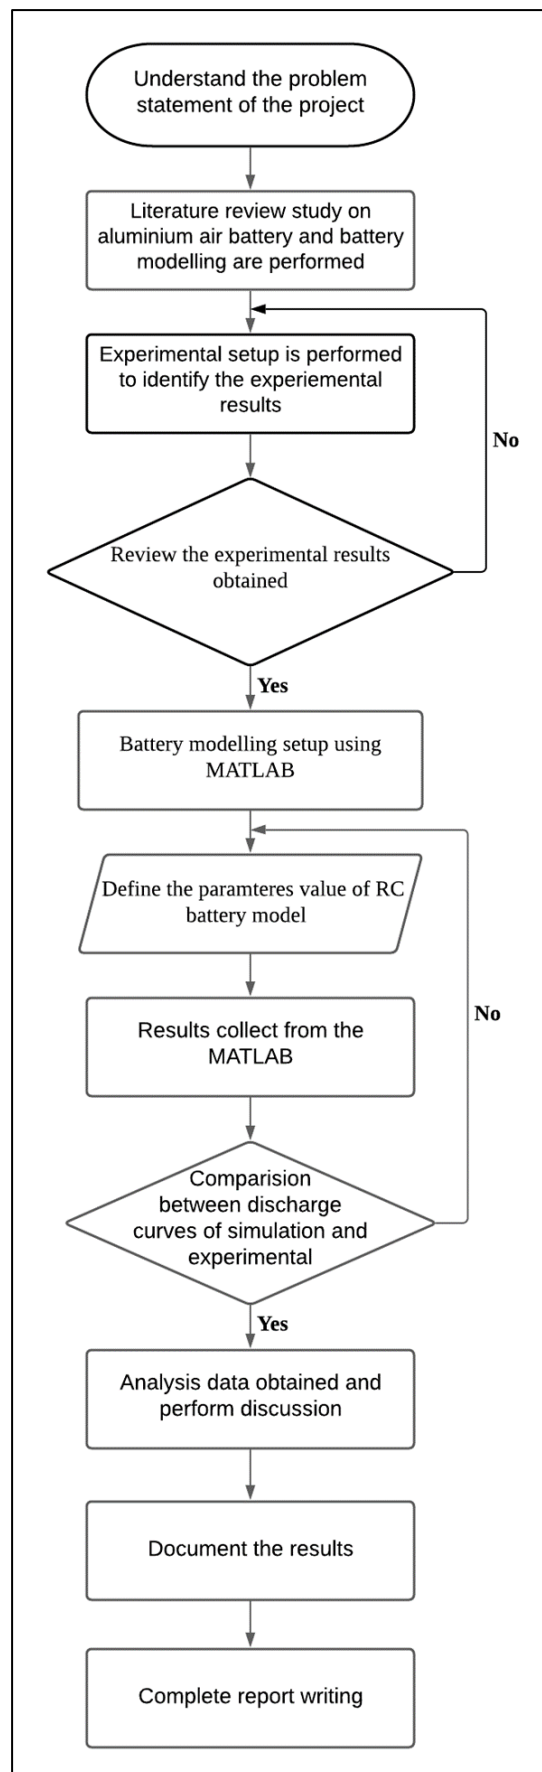 Understand the problem
statement of the project
Literature review study on
aluminium air battery and battery
modelling are performed
Experimental setup is performed
to identify the experiemental
results
No
Review the experimental results
obtained
Yes
Battery modelling setup using
MATLAB
Define the paramteres value of RC
battery model
Results collect from the
MATLAB
No
Comparision
between discharge
curves of simulation and
experimental
Yes
Analysis data obtained and
perform discussion
Document the results
Complete report writing